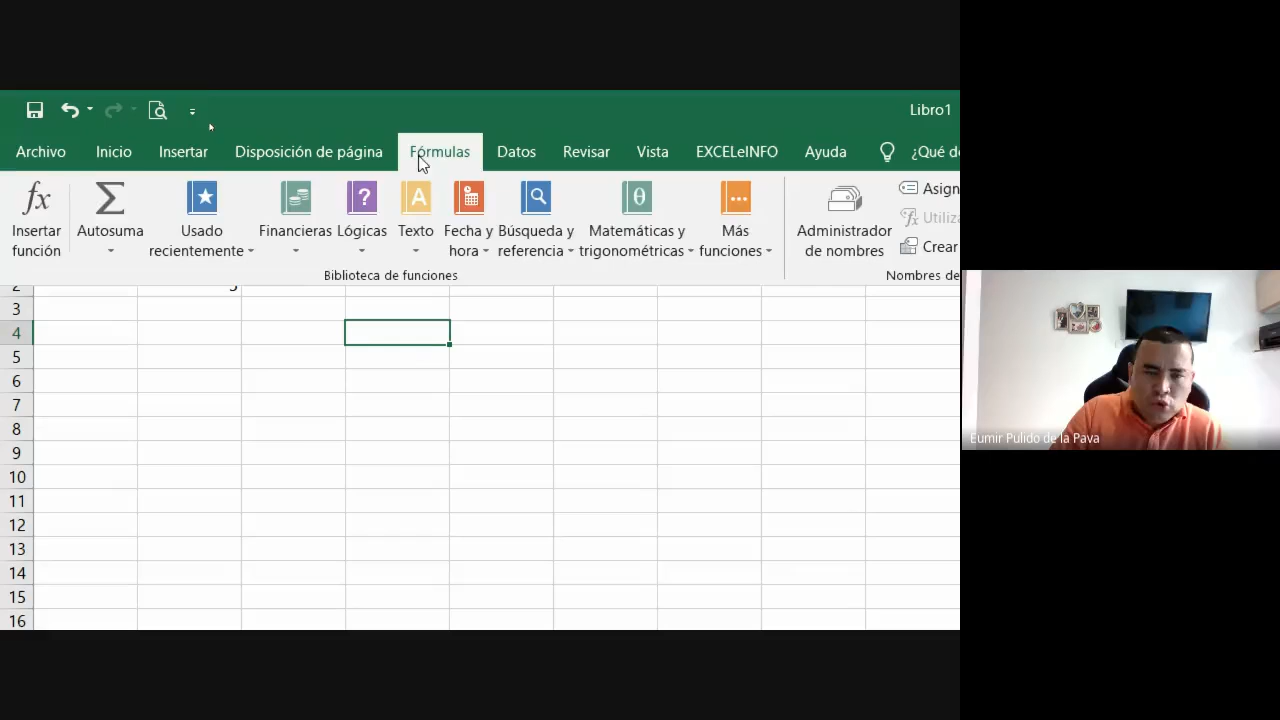 Libro1
Archivo Inicio Insertar Disposición de página Fórmulas Datos Revisar Vista EXCELeINFO Ayuda ¿Qué d
Insertar función
Autosuma
Usado recientemente
Financieras
Lógicas
Texto
Fecha y hora
Búsqueda y referencia
Matemáticas y trigonométricas
Más funciones
Administrador de nombres
Asign
Utiliz
Crear
Biblioteca de funciones
Nombres de
2
3
4
5
6
7
8
9
10
11
12
13
14
15
16
Eumir Pulido de la Pava